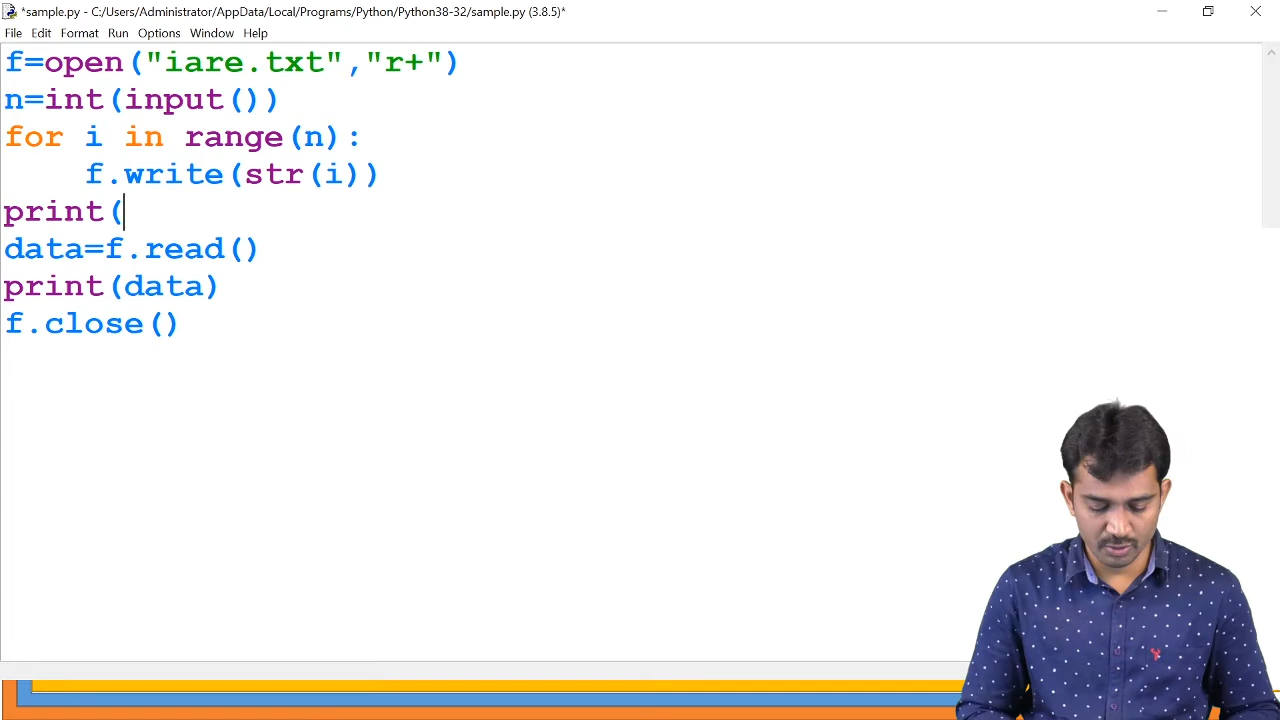 *sample.py - C:/Users/Administrator/AppData/Local/Programs/Python/Python38-32/sample.py (3.8.5)*
File Edit Format Run Options Window Help
f=open("iare.txt","r+")
n=int(input())
for i in range(n):
    f.write(str(i))
print(
data=f.read()
print(data)
f.close()